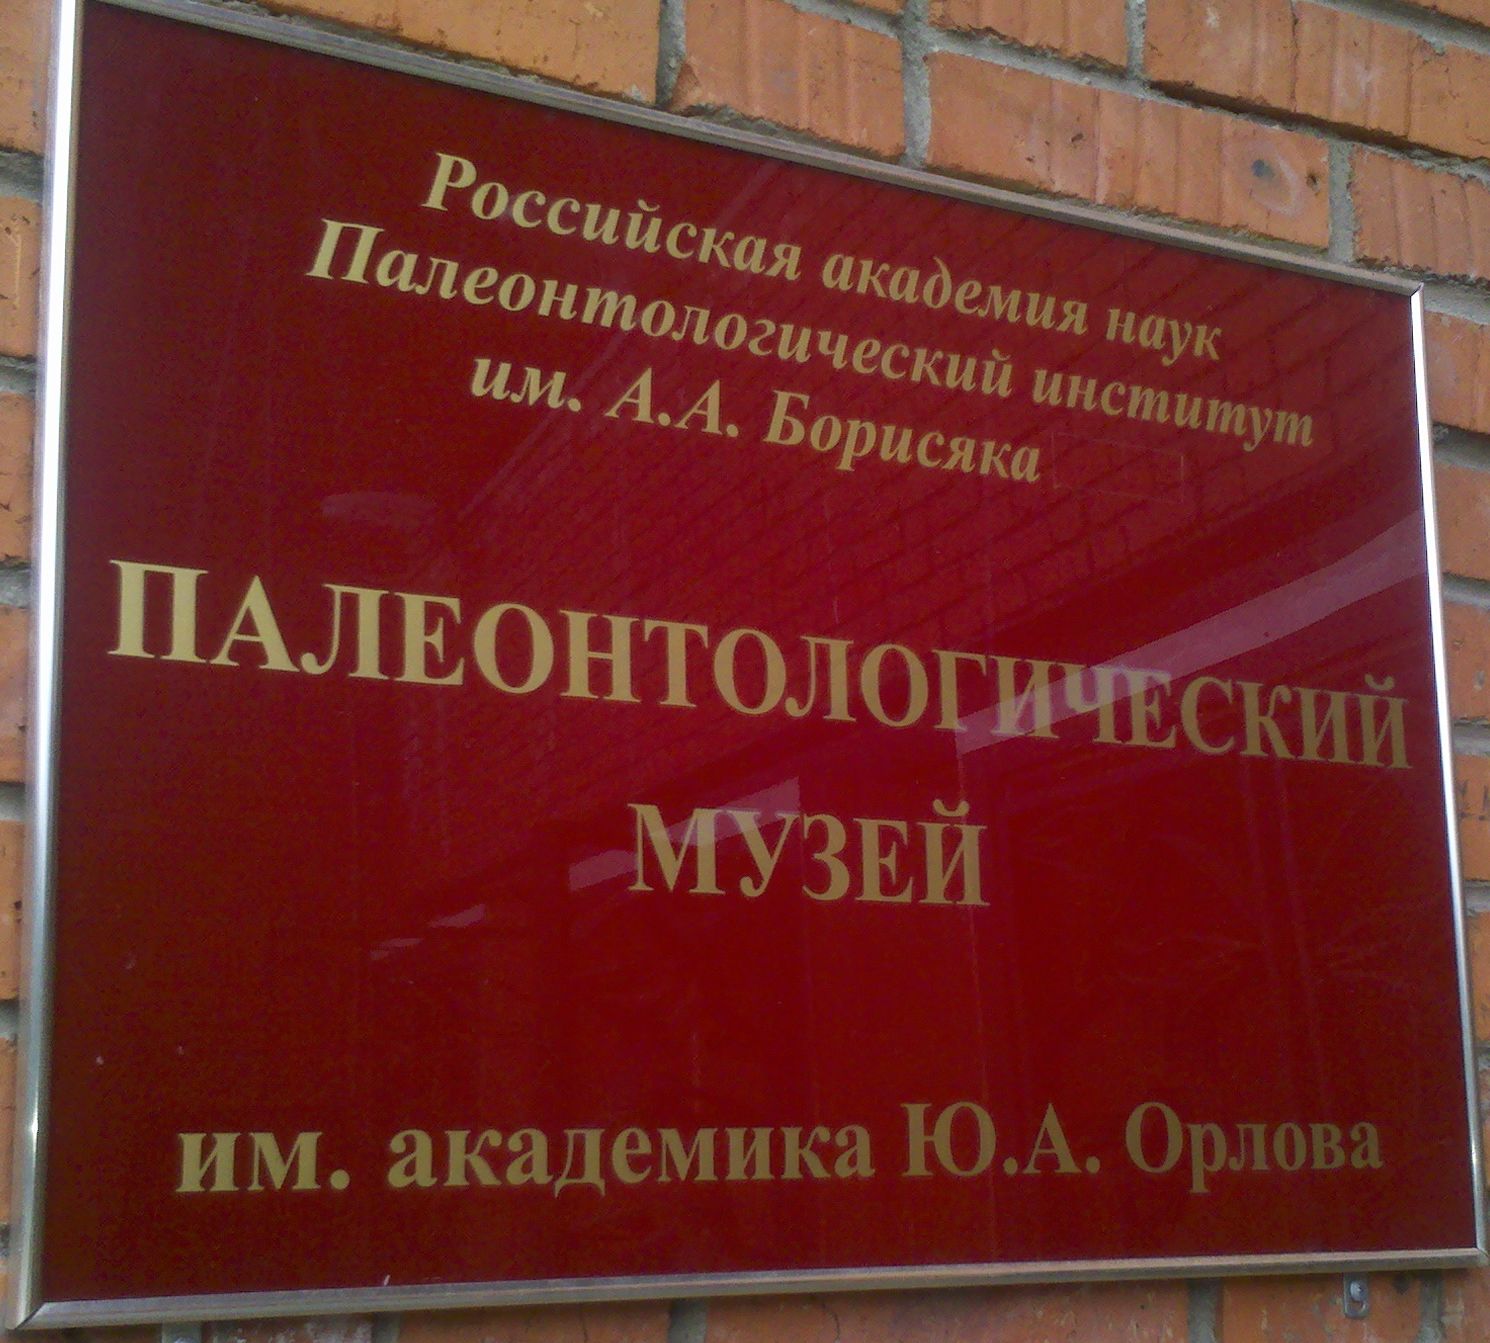 Российская академия наук
Палеонтологический институт
им. А.А. Борисяка
ПАЛЕОНТОЛОГИЧЕСКИЙ
МУЗЕЙ
им. академика Ю.А. Орлова